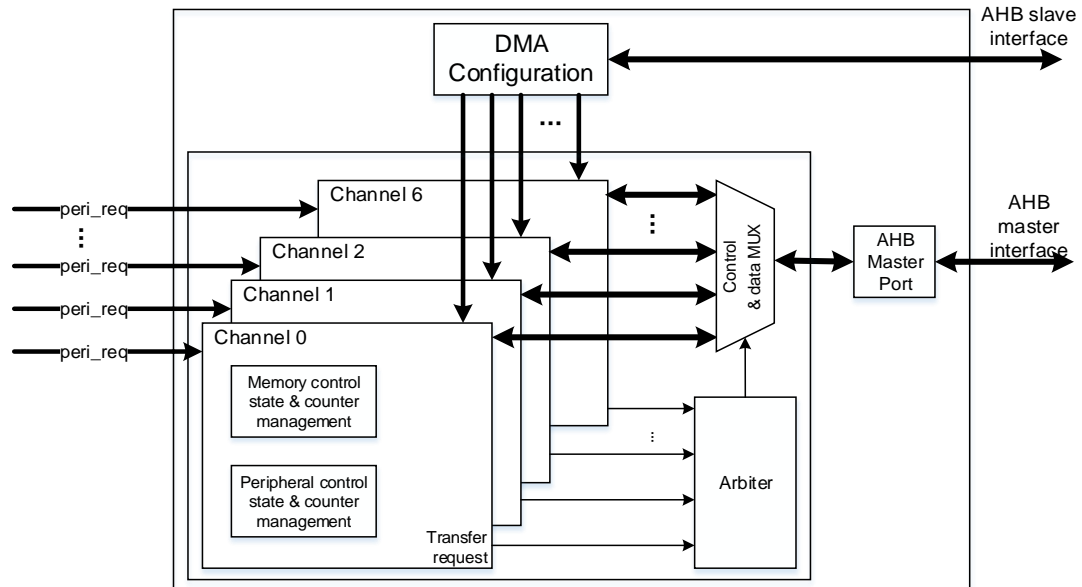 AHB slave
interface
DMA
Configuration
...
Channel 6
peri_req
...
...
AHB
master
interface
Channel 2
peri_req
Control
& data MUX
AHB
Master
Port
Channel 1
peri_req
Channel 0
peri_req
Memory control
state & counter
management
...
Peripheral control
state & counter
management
Arbiter
Transfer
request